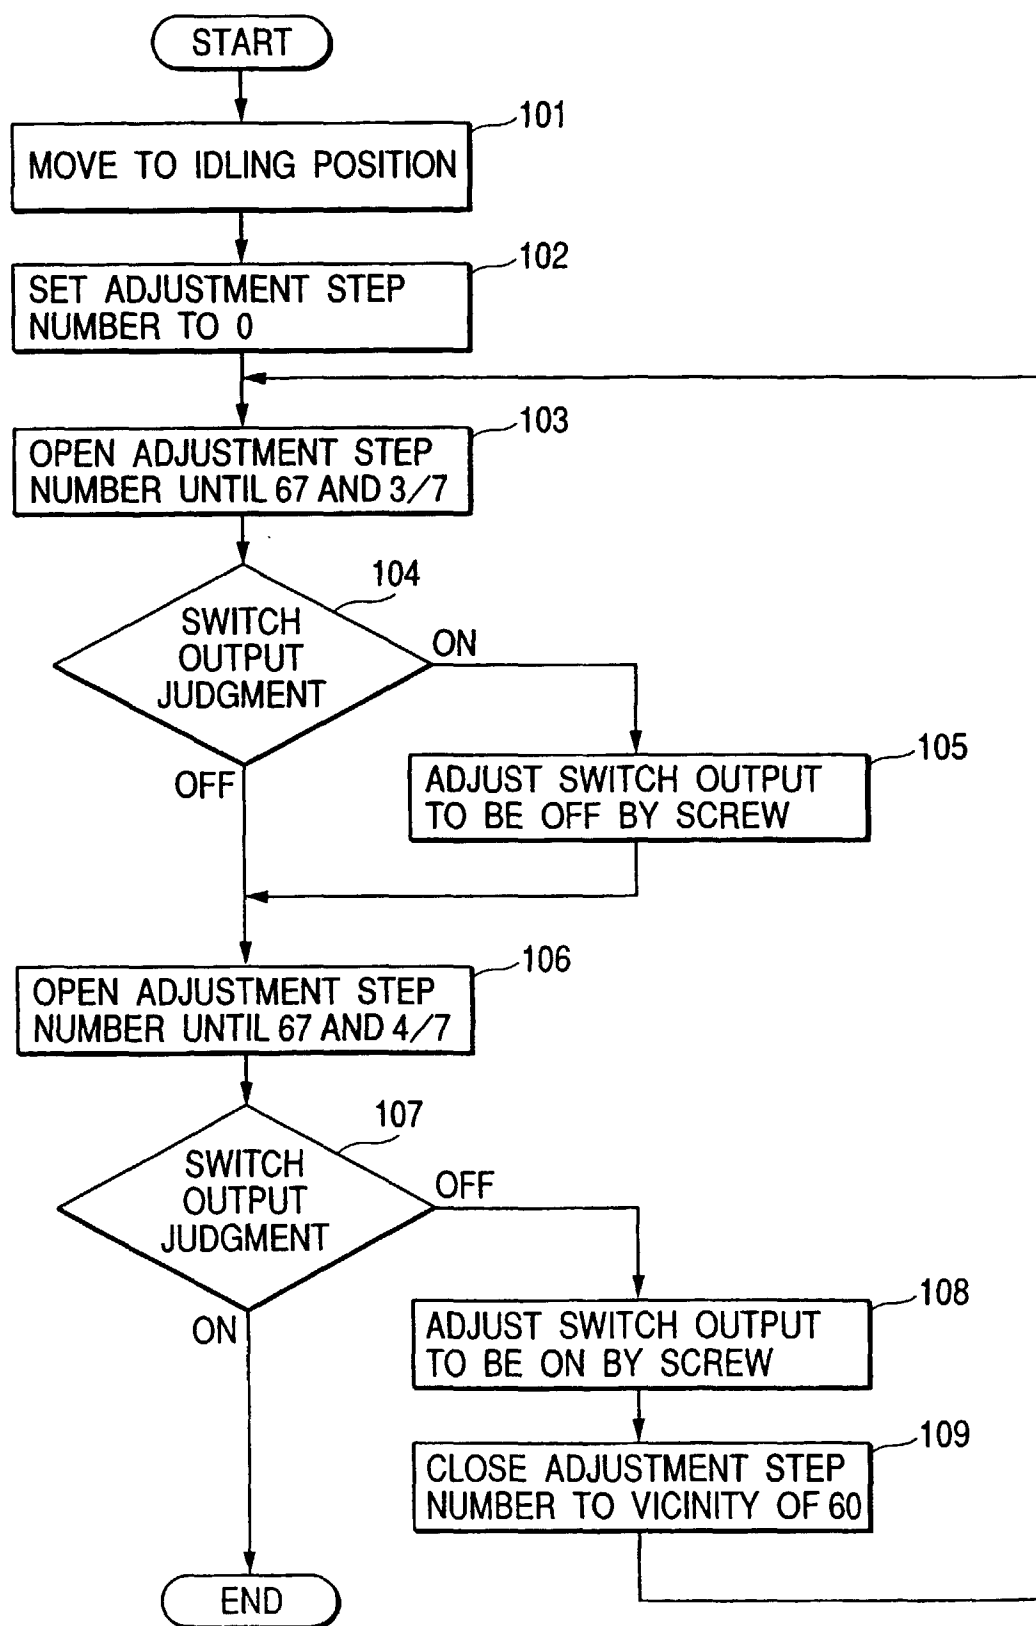 START
101
MOVE TO IDLING POSITION
102
SET ADJUSTMENT STEP
NUMBER TO 0
103
OPEN ADJUSTMENT STEP
NUMBER UNTIL 67 AND 3/7
104
SWITCH
OUTPUT
JUDGMENT
ON
OFF
105
ADJUST SWITCH OUTPUT
TO BE OFF BY SCREW
106
OPEN ADJUSTMENT STEP
NUMBER UNTIL 67 AND 4/7
107
SWITCH
OUTPUT
JUDGMENT
OFF
ON
108
ADJUST SWITCH OUTPUT
TO BE ON BY SCREW
109
CLOSE ADJUSTMENT STEP
NUMBER TO VICINITY OF 60
END